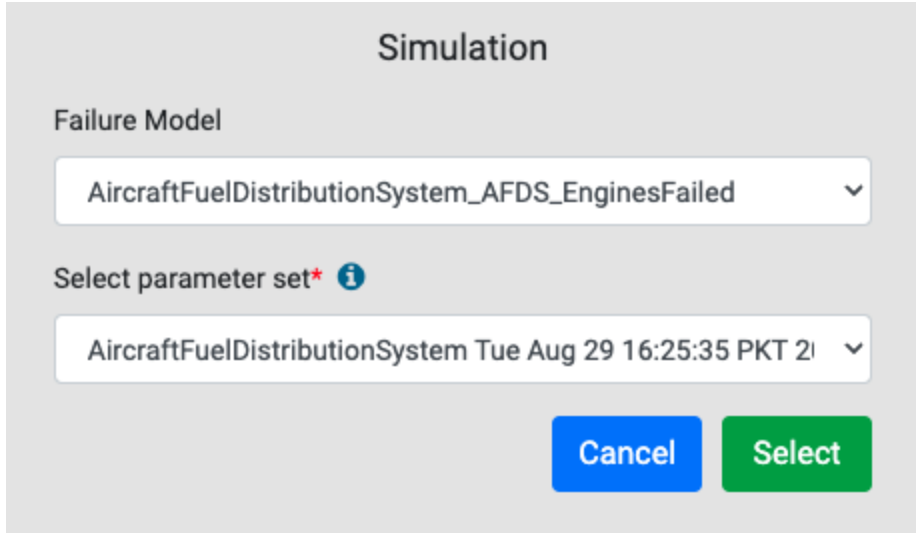 Simulation
Failure Model
AircraftFuelDistributionSystem_AFDS_EnginesFailed
Select parameter set*
AircraftFuelDistributionSystem Tue Aug 29 16:25:35 PKT
Cancel Select